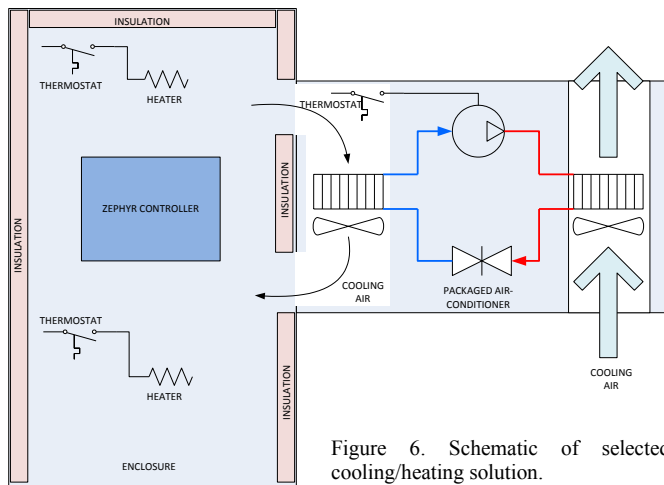 INSULATION
THERMOSTAT
HEATER
THERMOSTAT
INSULATION
ZEPHYR CONTROLLER
INSULATION
COOLING
AIR
PACKAGED AIR-
CONDITIONER
THERMOSTAT
HEATER
INSULATION
COOLING
AIR
ENCLOSURE
Figure 6. Schematic of selected
cooling/heating solution.